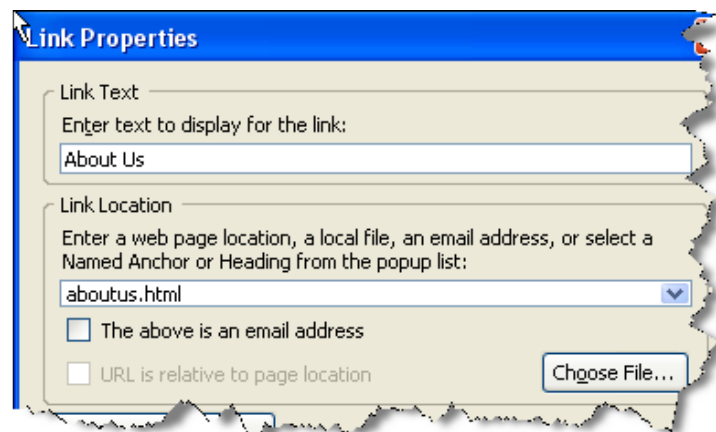 Link Properties
Link Text
Enter text to display for the link:
About Us
Link Location
Enter a web page location, a local file, an email address, or select a
Named Anchor or Heading from the popup list:
aboutus.html
The above is an email address
URL is relative to page location
Choose File...